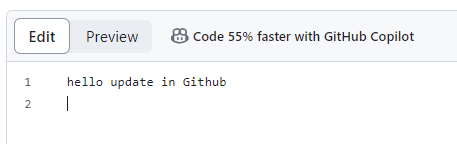 Edit Preview Code 55% faster with GitHub Copilot
1 hello update in Github
2